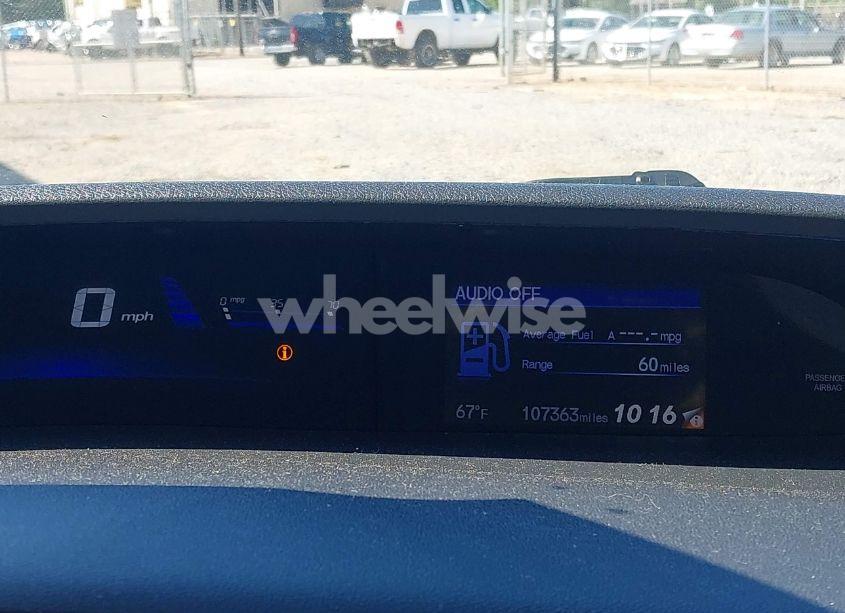 AUDIO OFF
0 mph
0 mpg 35 70
wheelwise
Average Fuel A ---.- mpg
Range 60 miles
67°F 107363 miles 10 16
PASSENGE
AIRBAG